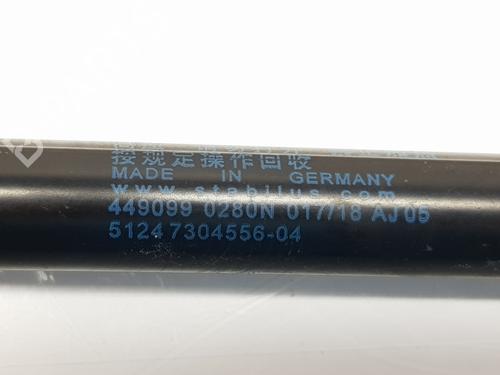 按规定操作回收
MADE IN GERMANY
www.stabilus.com
449099 0280N 017/18 AJ05
51247304556-04